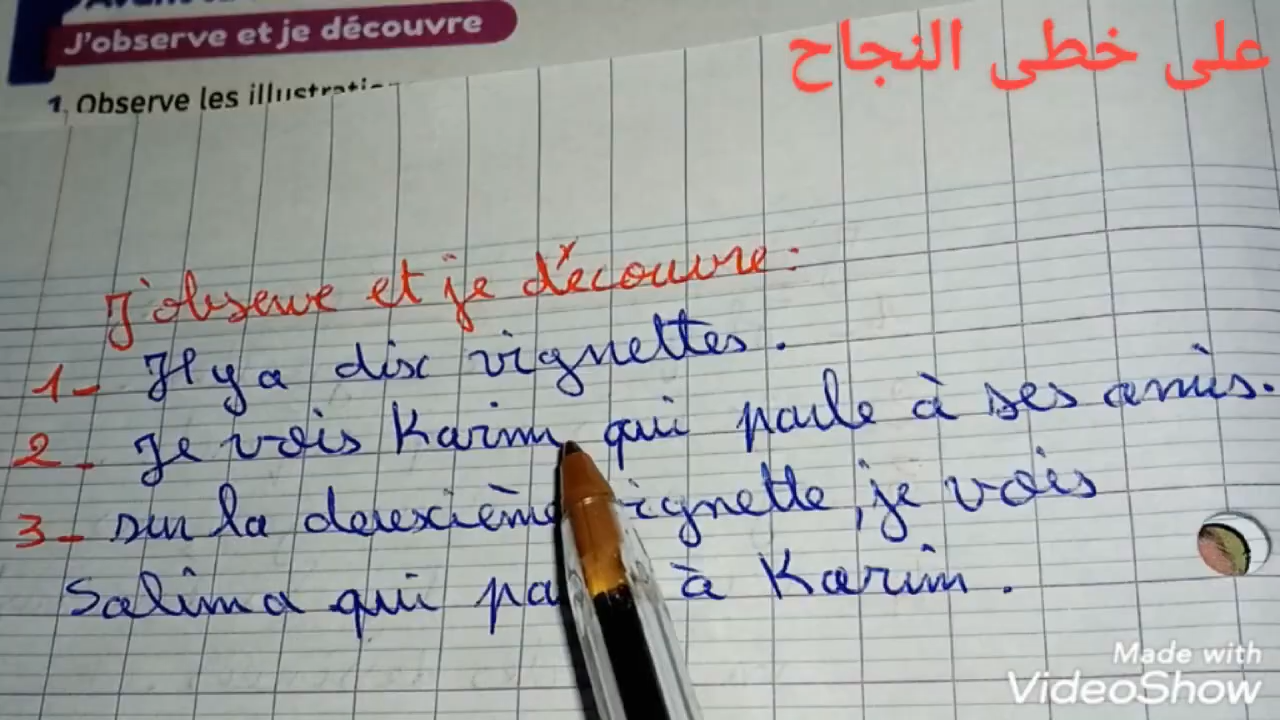 J'observe et je découvre
على خطى النجاح
1. Observe les
J'observe et je découvre :
1- Il y a dix vignettes.
2- Je vois Karim qui parle à ses amis.
3- sur la deuxième vignette, je vois
Salima qui à Karim.
Made with
VideoShow